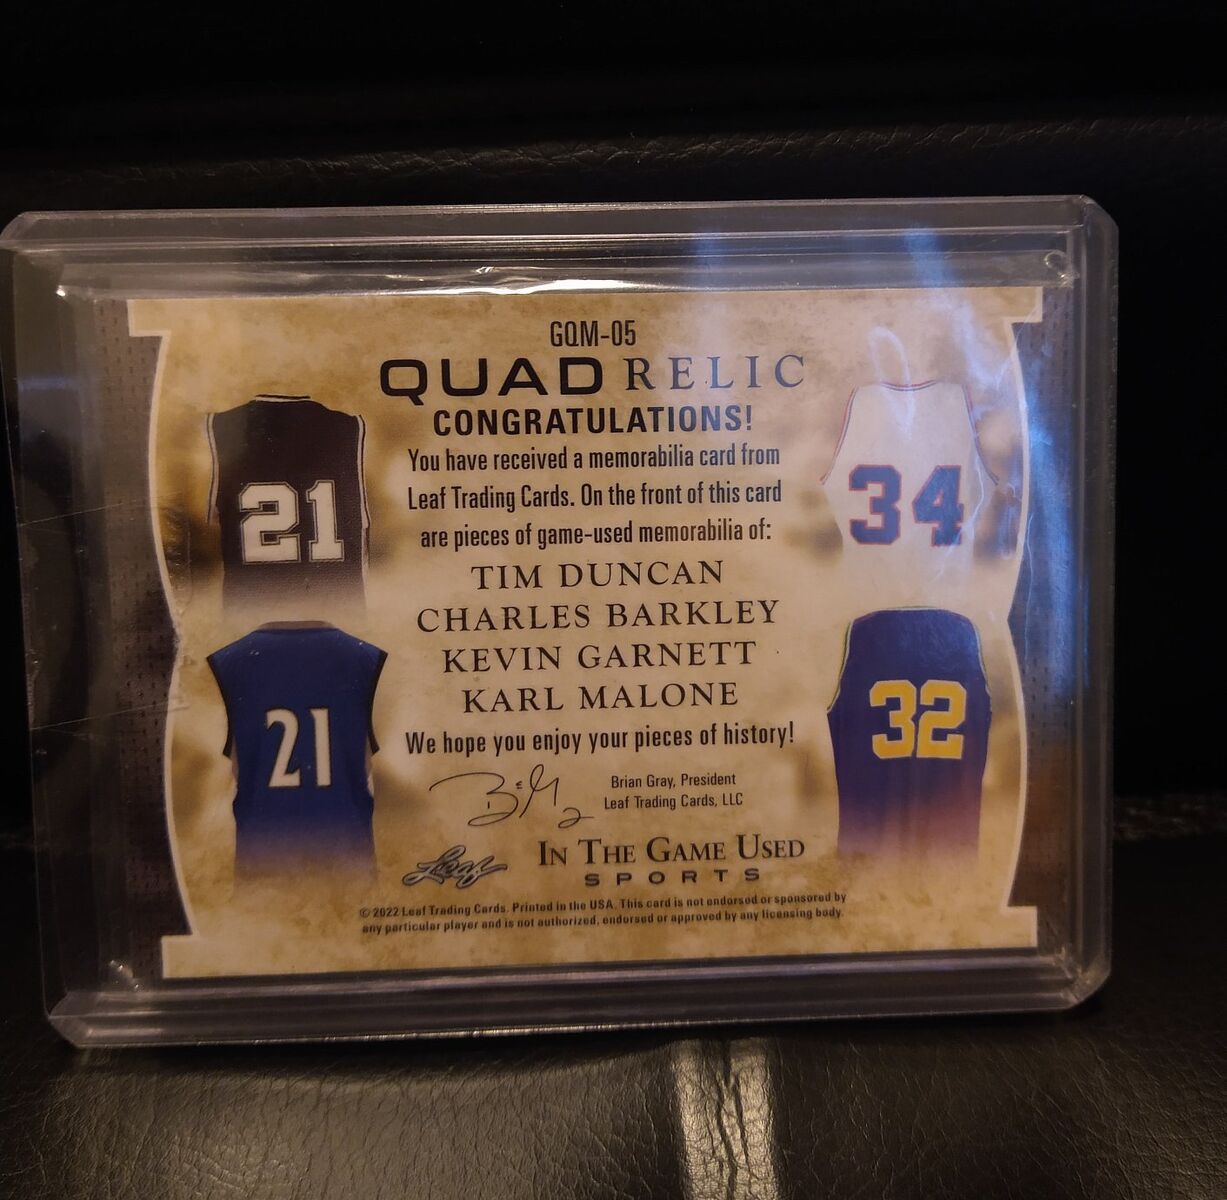 GQM-05
QUAD RELIC
CONGRATULATIONS!
You have received a memorabilia card from
Leaf Trading Cards. On the front of this card
are pieces of game-used memorabilia of:
TIM DUNCAN
CHARLES BARKLEY
KEVIN GARNETT
KARL MALONE
We hope you enjoy your pieces of history!
Brian Gray, President
Leaf Trading Cards, LLC
Leaf
IN THE GAME USED
SPORTS
© 2022 Leaf Trading Cards. Printed in the USA. This card is not endorsed or sponsored by
any particular player and is not authorized, endorsed or approved by any licensing body.
21
34
21
32